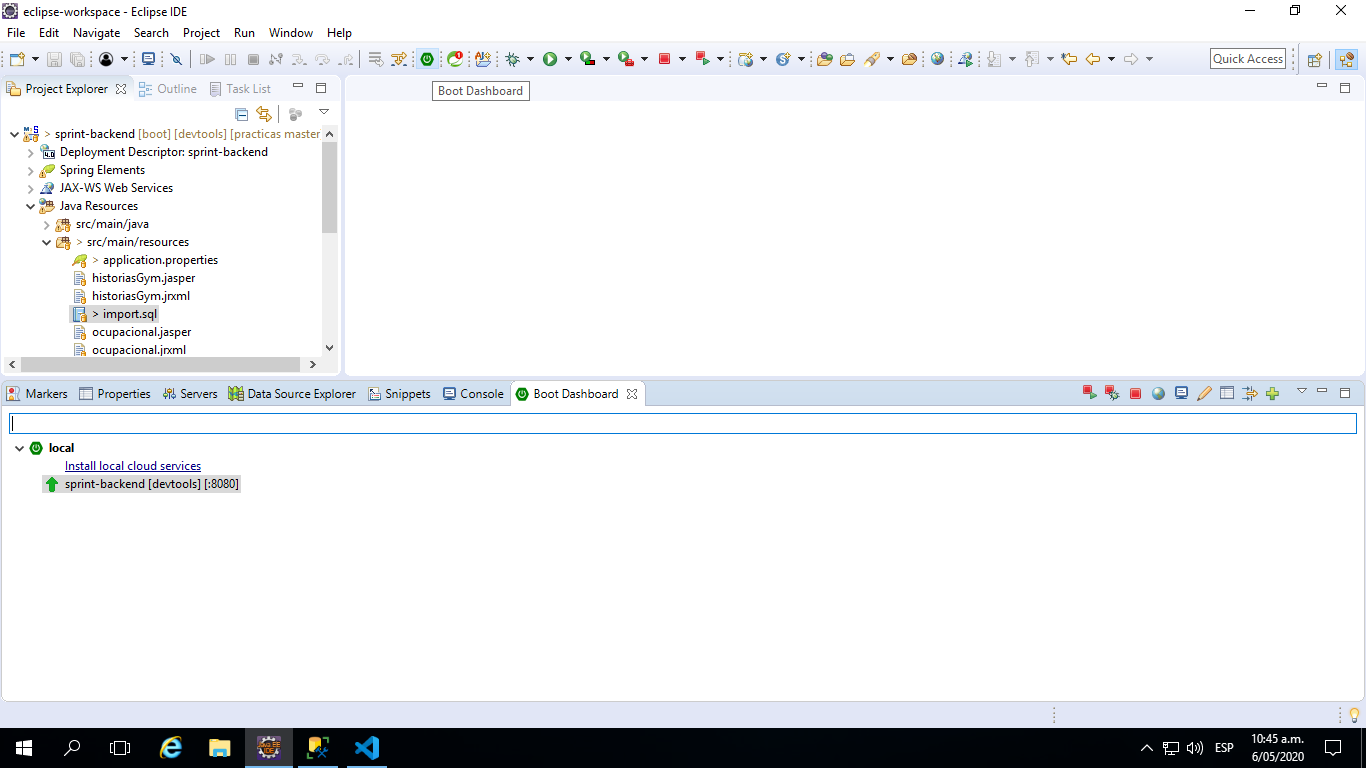 eclipse-workspace - Eclipse IDE
File Edit Navigate Search Project Run Window Help
Quick Access
Project Explorer Outline Task List
Boot Dashboard
> sprint-backend [boot] [devtools] [practicas master
Deployment Descriptor: sprint-backend
Spring Elements
JAX-WS Web Services
Java Resources
src/main/java
> src/main/resources
> application.properties
historiasGym.jasper
historiasGym.jrxml
> import.sql
ocupacional.jasper
ocupacional.jrxml
Markers Properties Servers Data Source Explorer Snippets Console Boot Dashboard
local
Install local cloud services
sprint-backend [devtools] [:8080]
ESP
10:45 a.m.
6/05/2020